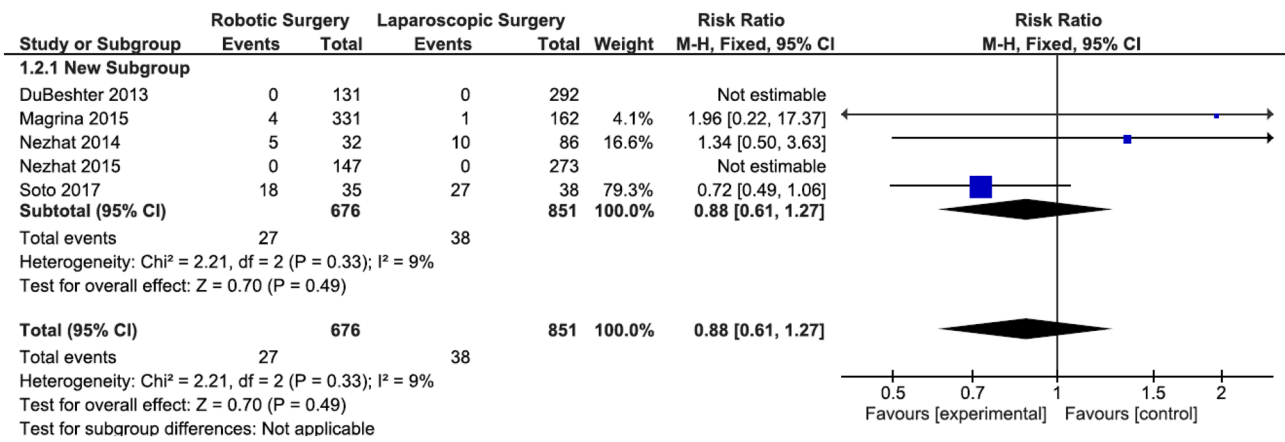 Robotic Surgery Laparoscopic Surgery Risk Ratio Risk Ratio
Study or Subgroup Events Total Events Total Weight M-H, Fixed, 95% CI M-H, Fixed, 95% CI
1.2.1 New Subgroup
DuBeshter 2013 0 131 0 292 Not estimable
Magrina 2015 4 331 1 162 4.1% 1.96 [0.22, 17.37]
Nezhat 2014 5 32 10 86 16.6% 1.34 [0.50, 3.63]
Nezhat 2015 0 147 0 273 Not estimable
Soto 2017 18 35 27 38 79.3% 0.72 [0.49, 1.06]
Subtotal (95% CI) 676 851 100.0% 0.88 [0.61, 1.27]
Total events 27 38
Heterogeneity: Chi² = 2.21, df = 2 (P = 0.33); I² = 9%
Test for overall effect: Z = 0.70 (P = 0.49)
Total (95% CI) 676 851 100.0% 0.88 [0.61, 1.27]
Total events 27 38
Heterogeneity: Chi² = 2.21, df = 2 (P = 0.33); I² = 9%
Test for overall effect: Z = 0.70 (P = 0.49)
Test for subgroup differences: Not applicable
0.5 0.7 1 1.5 2
Favours [experimental] Favours [control]